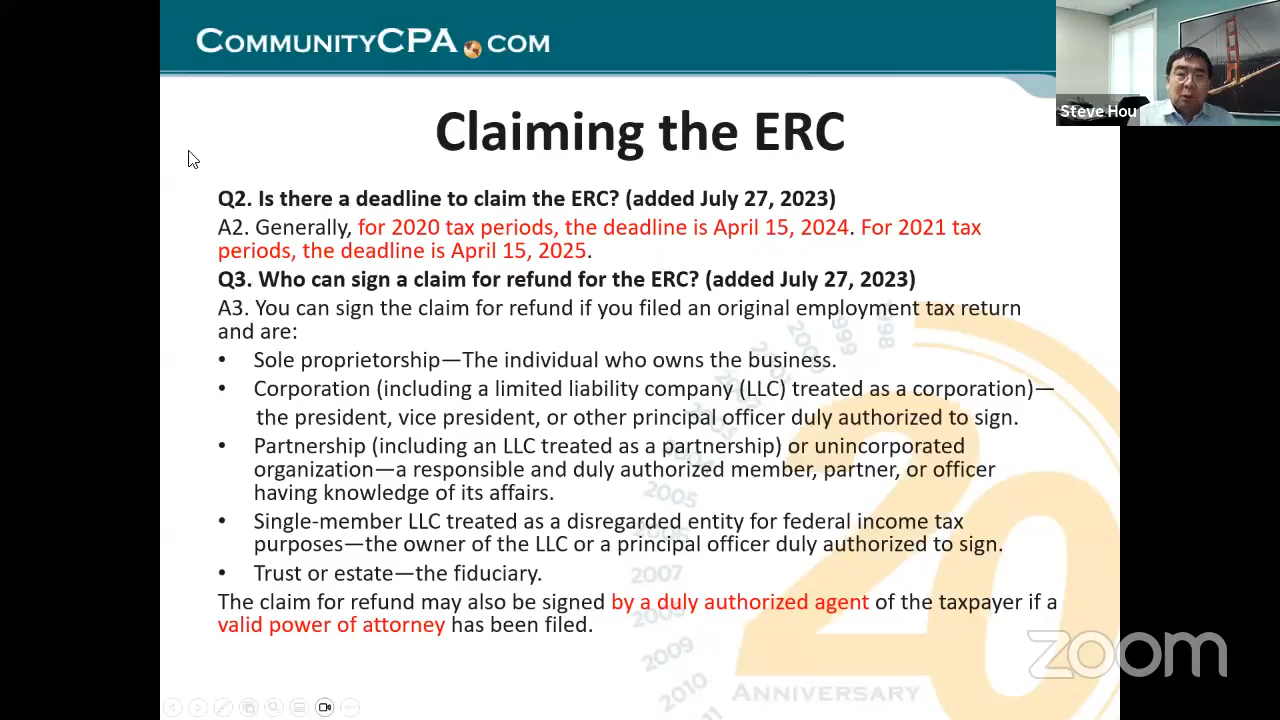 COMMUNITYCPA.COM
Steve Hou
Claiming the ERC
Q2. Is there a deadline to claim the ERC? (added July 27, 2023)
A2. Generally, for 2020 tax periods, the deadline is April 15, 2024. For 2021 tax
periods, the deadline is April 15, 2025.
Q3. Who can sign a claim for refund for the ERC? (added July 27, 2023)
A3. You can sign the claim for refund if you filed an original employment tax return
and are:
• Sole proprietorship—The individual who owns the business.
• Corporation (including a limited liability company (LLC) treated as a corporation)—
the president, vice president, or other principal officer duly authorized to sign.
• Partnership (including an LLC treated as a partnership) or unincorporated
organization—a responsible and duly authorized member, partner, or officer
having knowledge of its affairs.
• Single-member LLC treated as a disregarded entity for federal income tax
purposes—the owner of the LLC or a principal officer duly authorized to sign.
• Trust or estate—the fiduciary.
The claim for refund may also be signed by a duly authorized agent of the taxpayer if a
valid power of attorney has been filed.
1998
2005
2007
2009
2010
20
ANNIVERSARY
zoom